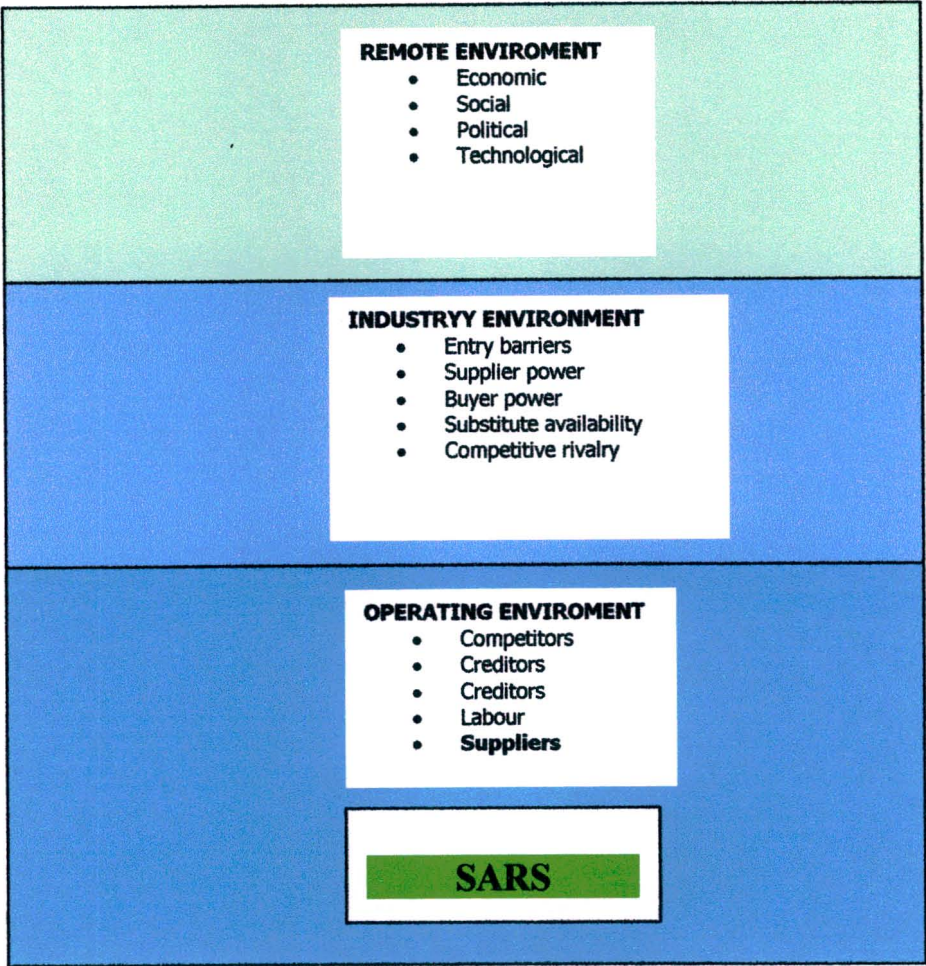 REMOTE ENVIROMENT
• Economic
• Social
• Political
• Technological
INDUSTRYY ENVIRONMENT
• Entry barriers
• Supplier power
• Buyer power
• Substitute availability
• Competitive rivalry
OPERATING ENVIROMENT
• Competitors
• Creditors
• Creditors
• Labour
• Suppliers
SARS